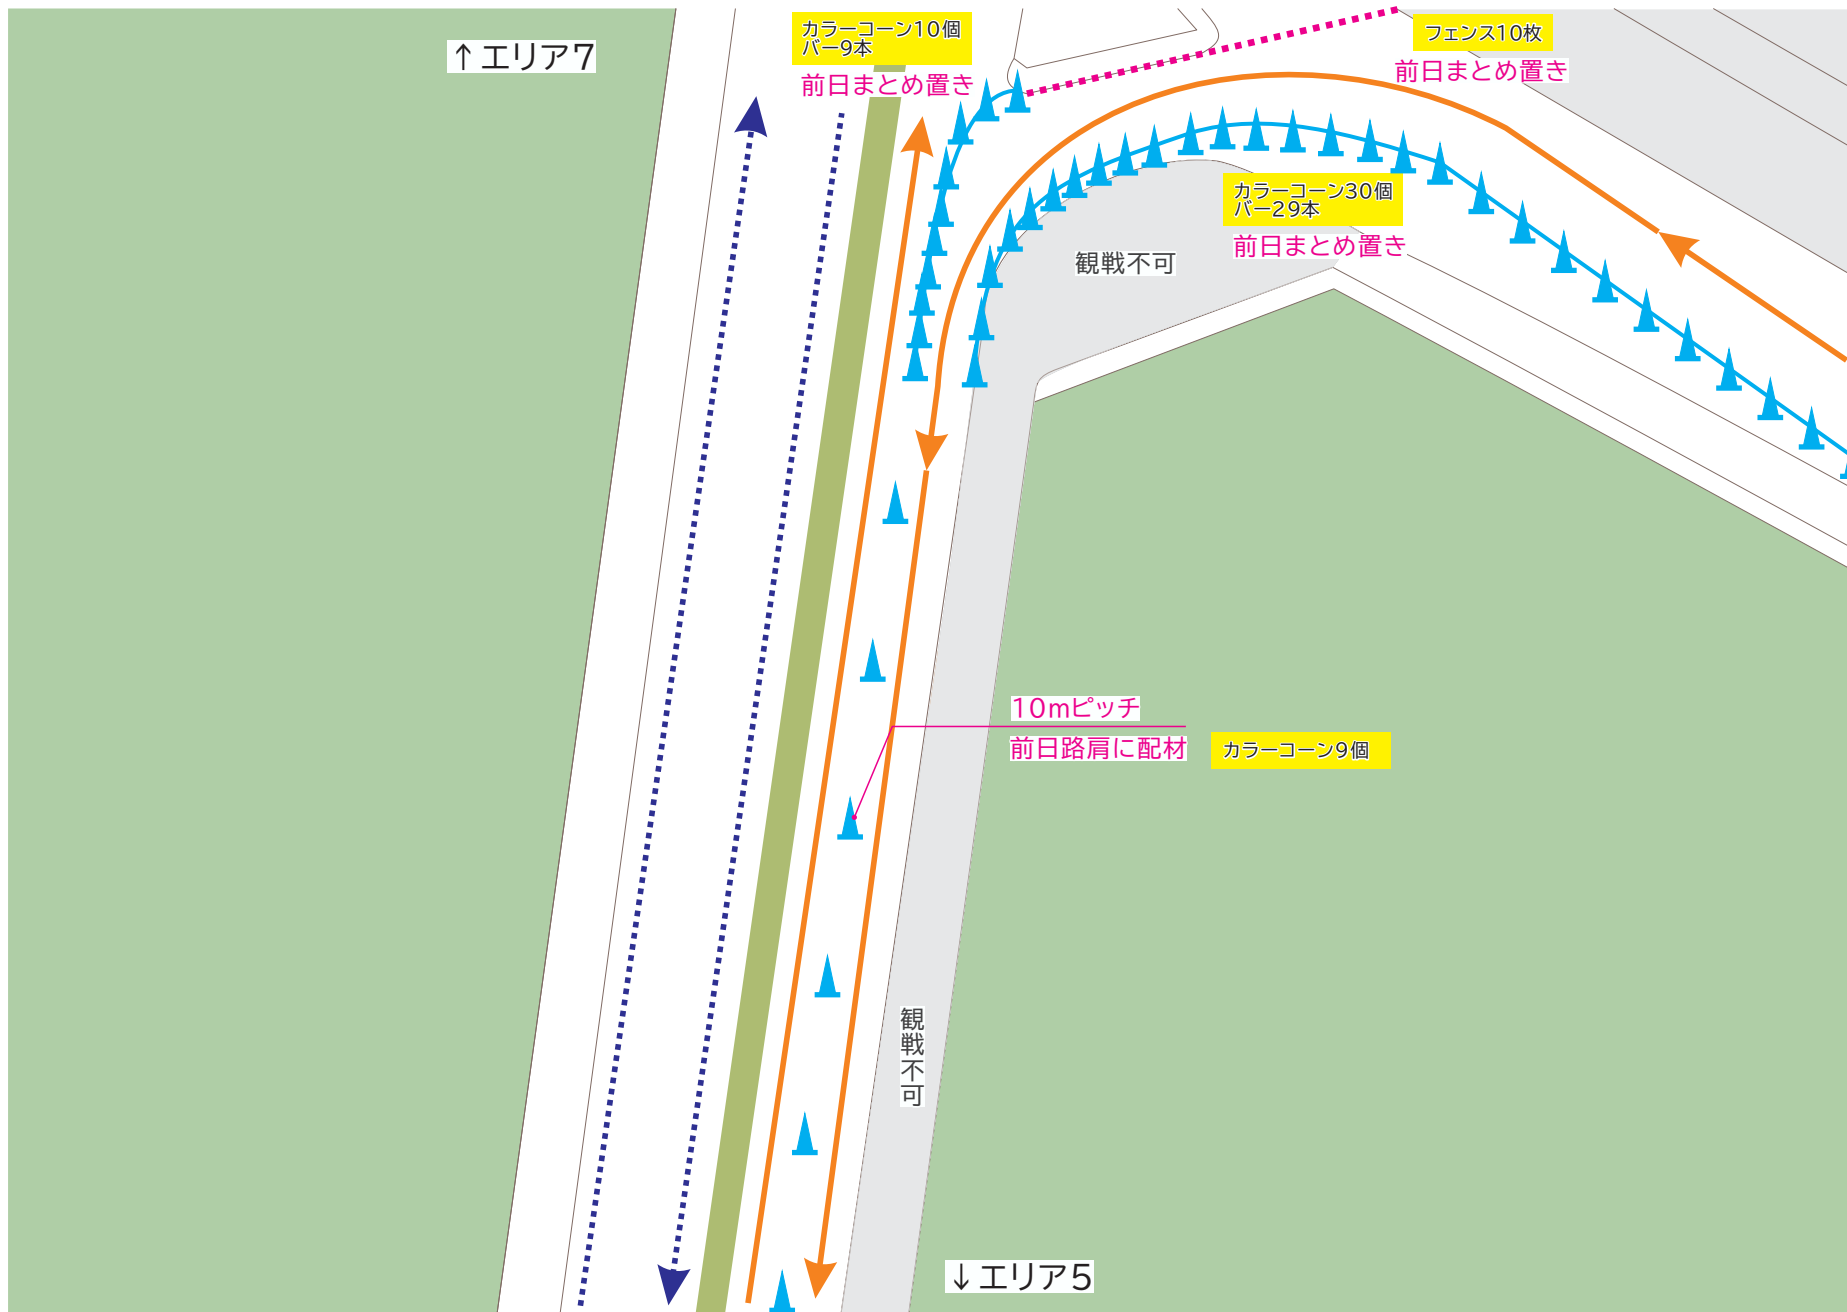 ↑エリア7
カラーコーン10個
バー9本
前日まとめ置き
フェンス10枚
前日まとめ置き
カラーコーン30個
バー29本
前日まとめ置き
観戦不可
10mピッチ
前日路肩に配材
カラーコーン9個
観戦不可
↓エリア5